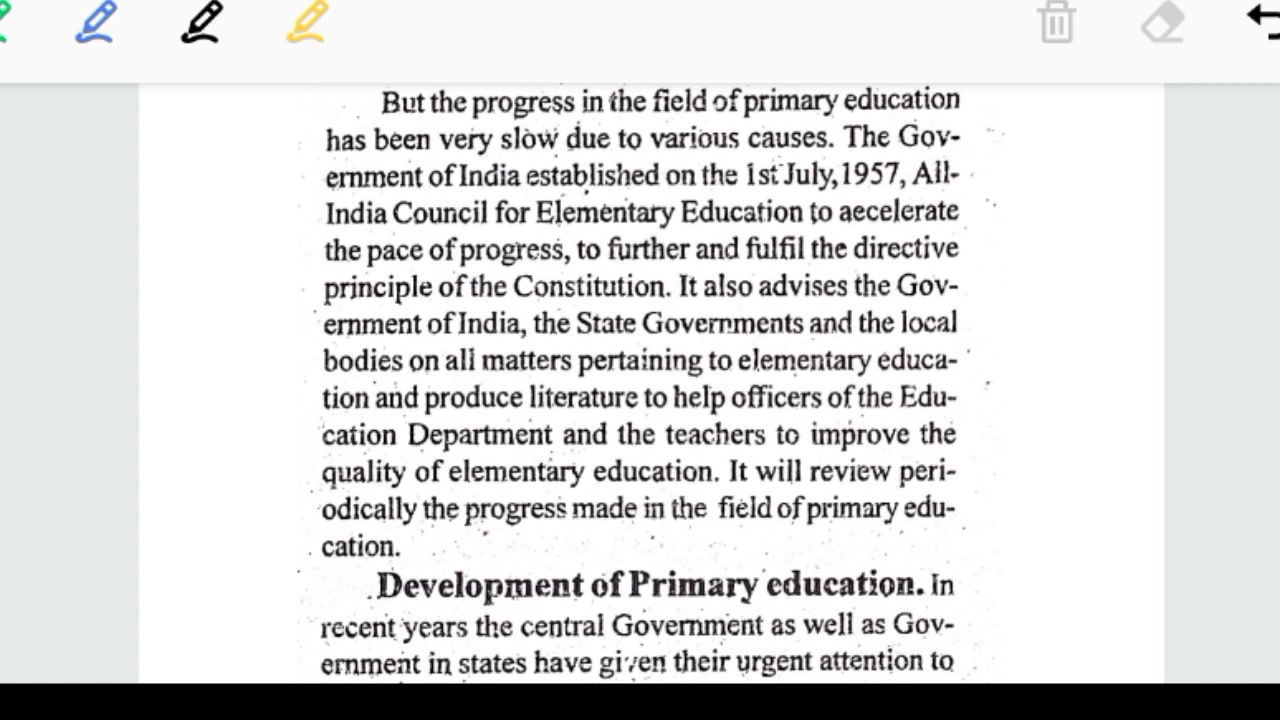 But the progress in the field of primary education
has been very slow due to various causes. The Gov-
ernment of India established on the 1st July,1957, All-
India Council for Elementary Education to aecelerate
the pace of progress, to further and fulfil the directive
principle of the Constitution. It also advises the Gov-
ernment of India, the State Governments and the local
bodies on all matters pertaining to elementary educa-
tion and produce literature to help officers of the Edu-
cation Department and the teachers to improve the
quality of elementary education. It will review peri-
odically the progress made in the field of primary edu-
cation.
Development of Primary education. In
recent years the central Government as well as Gov-
ernment in states have given their urgent attention to